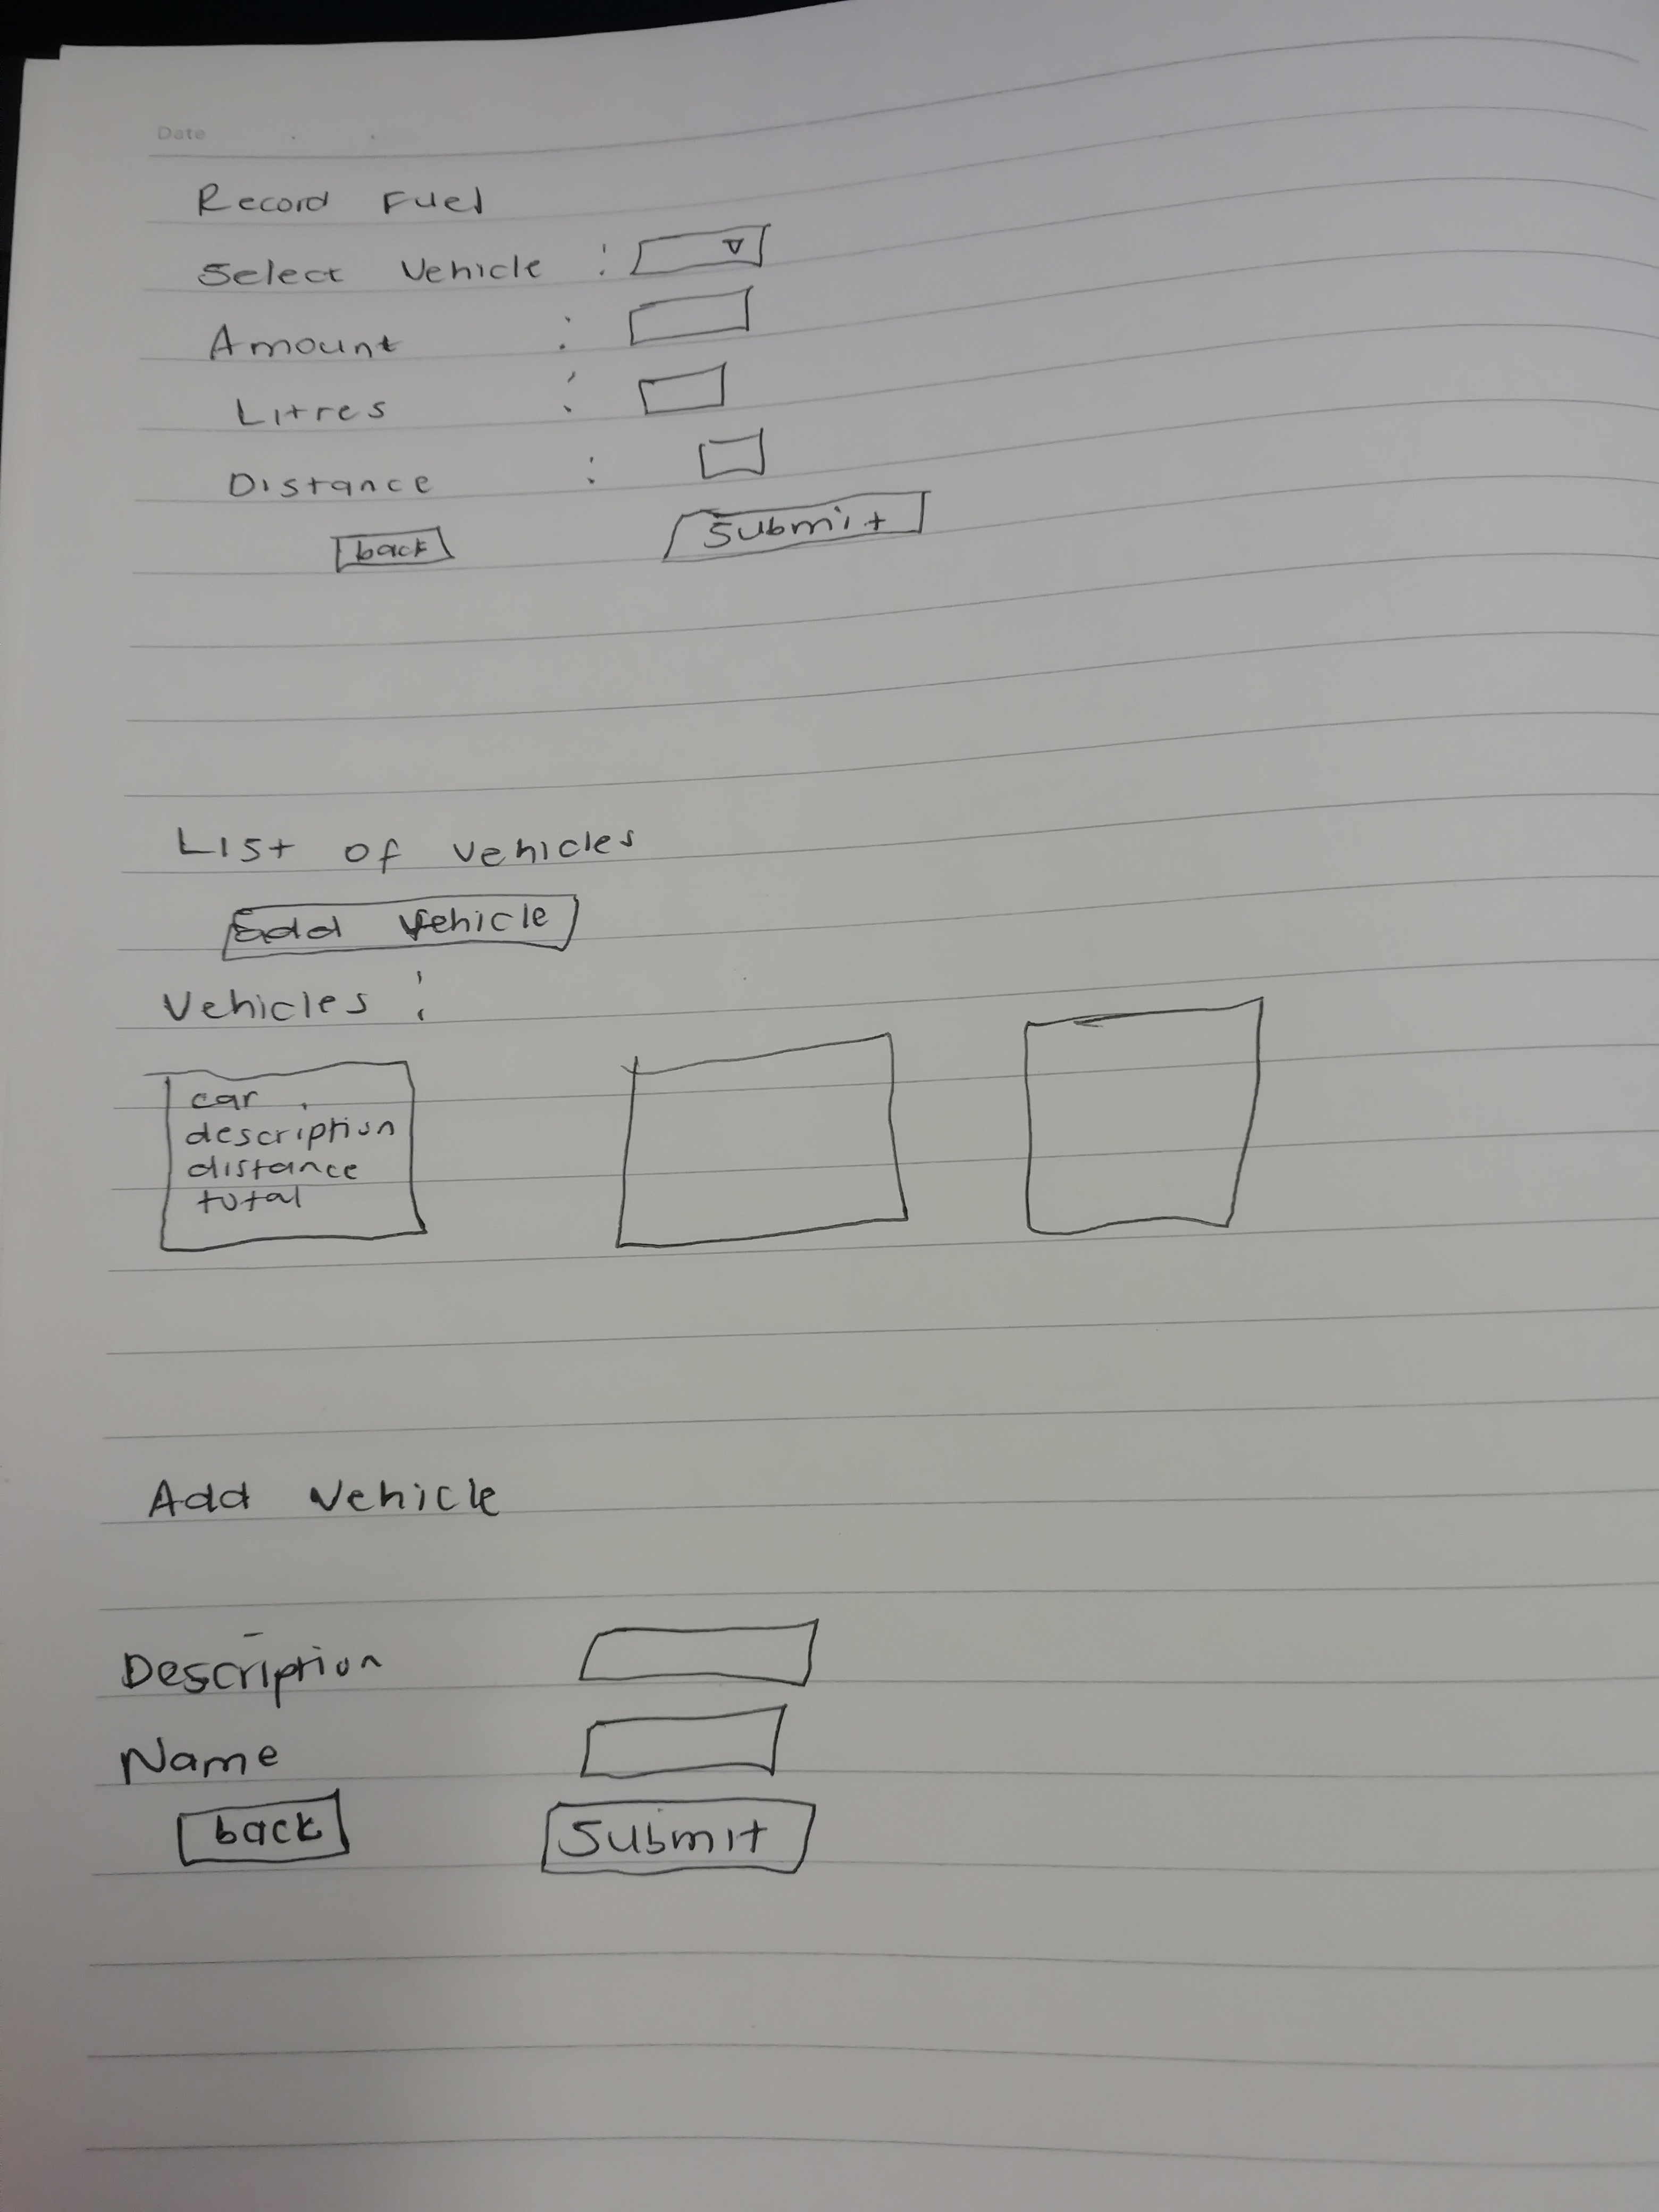 Date
Record Fuel
Select Vehicle :
Amount :
Litres :
Distance :
back Submit
List of vehicles
add Vehicle
Vehicles :
car
description
distance
total
Add Vehicle
Description
Name
back Submit